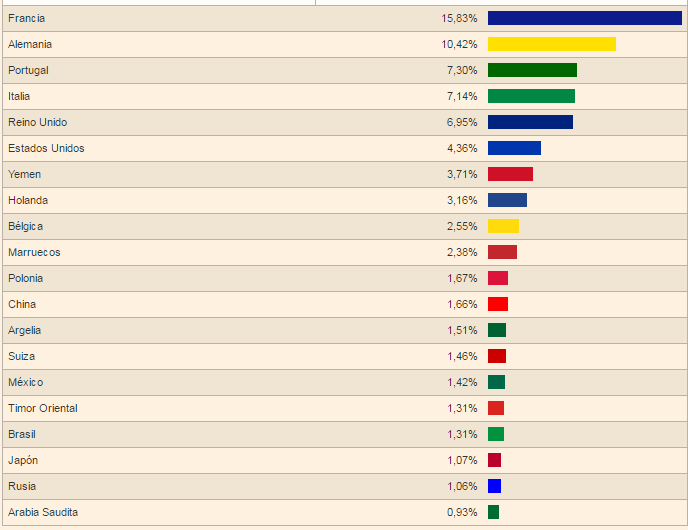 Francia 15,83%
Alemania 10,42%
Portugal 7,30%
Italia 7,14%
Reino Unido 6,95%
Estados Unidos 4,36%
Yemen 3,71%
Holanda 3,16%
Bélgica 2,55%
Marruecos 2,38%
Polonia 1,67%
China 1,66%
Argelia 1,51%
Suiza 1,46%
México 1,42%
Timor Oriental 1,31%
Brasil 1,31%
Japón 1,07%
Rusia 1,06%
Arabia Saudita 0,93%